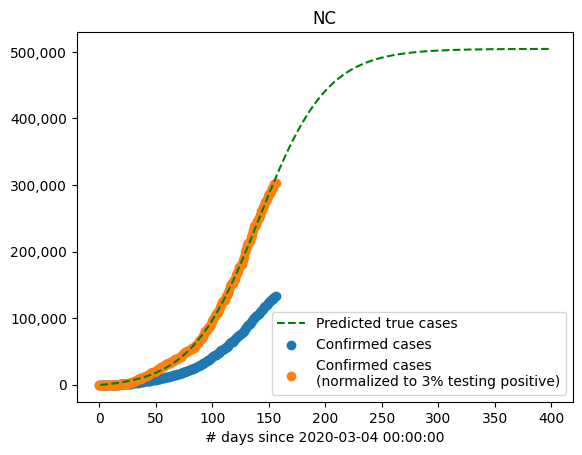 NC
500,000
400,000
300,000
200,000
100,000
0
Predicted true cases
Confirmed cases
Confirmed cases
(normalized to 3% testing positive)
0 50 100 150 200 250 300 350 400
# days since 2020-03-04 00:00:00